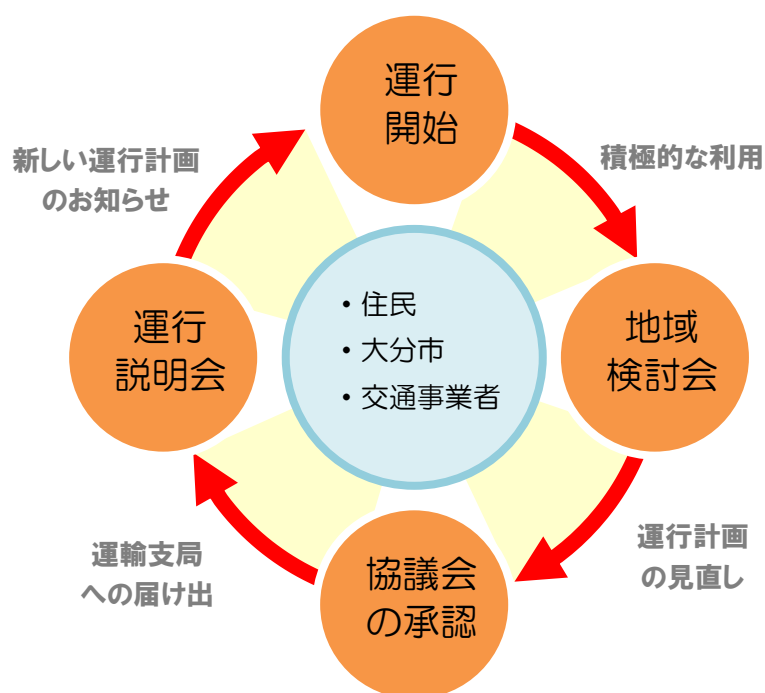 運行
開始
積極的な利用
新しい運行計画
のお知らせ
・住民
・大分市
・交通事業者
運行
説明会
地域
検討会
運行計画
の見直し
運輸支局
への届け出
協議会
の承認